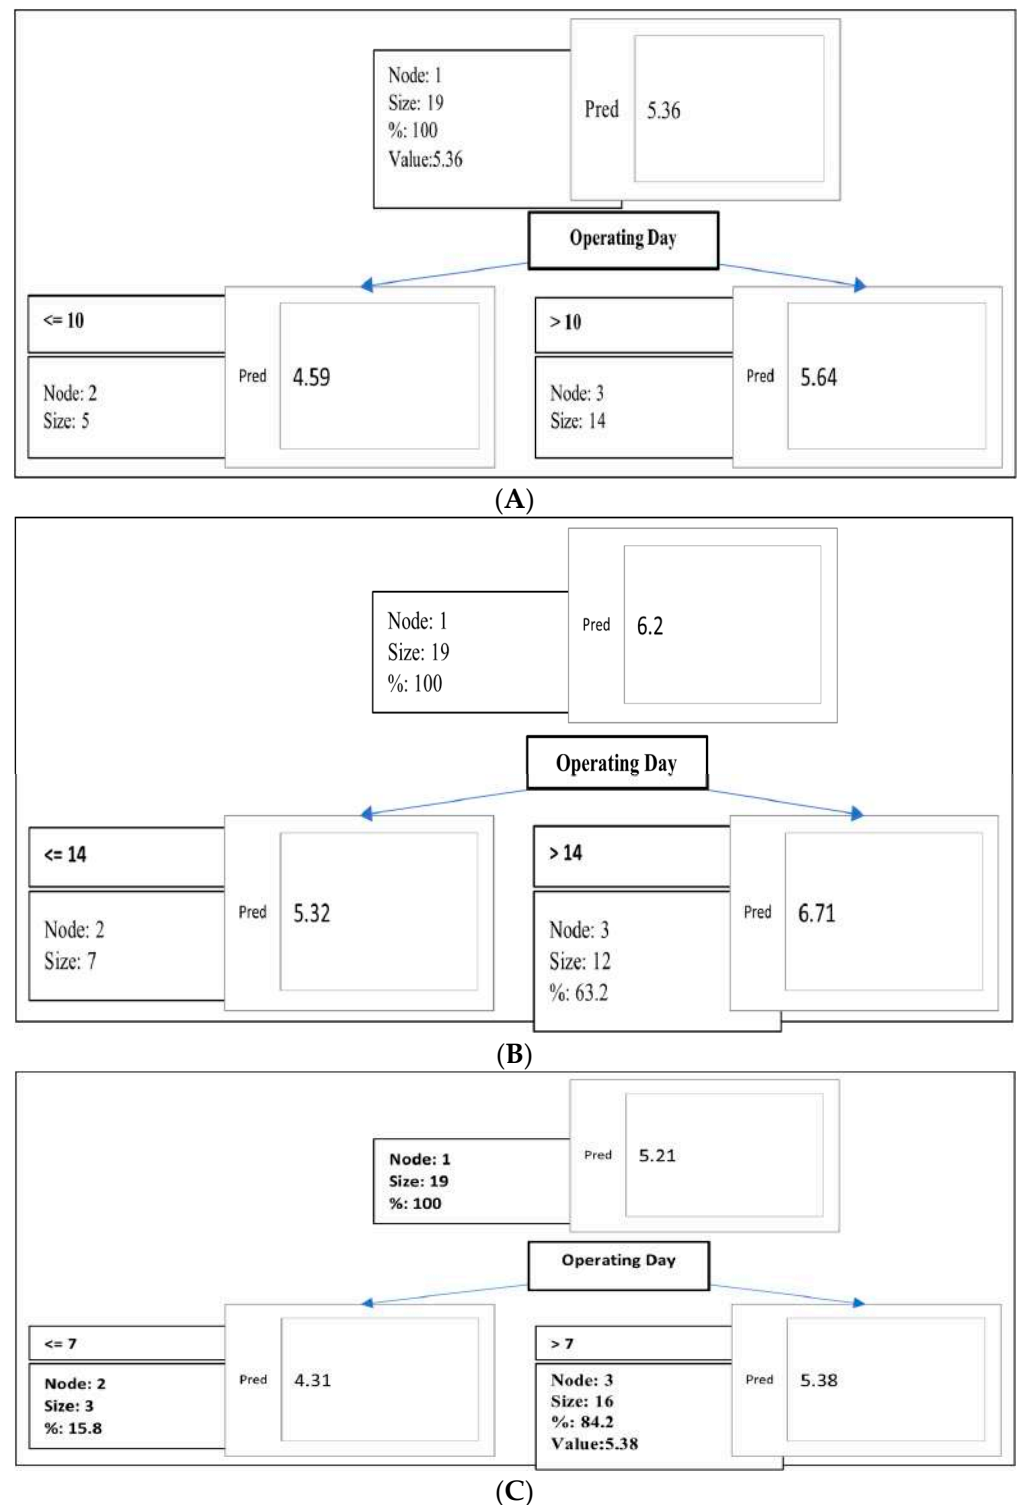 Node: 1
Size: 19
%: 100
Value:5.36
Pred
5.36
Operating Day
<= 10
Node: 2
Size: 5
Pred
4.59
> 10
Node: 3
Size: 14
Pred
5.64
(A)
Node: 1
Size: 19
%: 100
Pred
6.2
Operating Day
<= 14
Node: 2
Size: 7
Pred
5.32
> 14
Node: 3
Size: 12
%: 63.2
Pred
6.71
(B)
Node: 1
Size: 19
%: 100
Pred
5.21
Operating Day
<= 7
Node: 2
Size: 3
%: 15.8
Pred
4.31
> 7
Node: 3
Size: 16
%: 84.2
Value:5.38
Pred
5.38
(C)